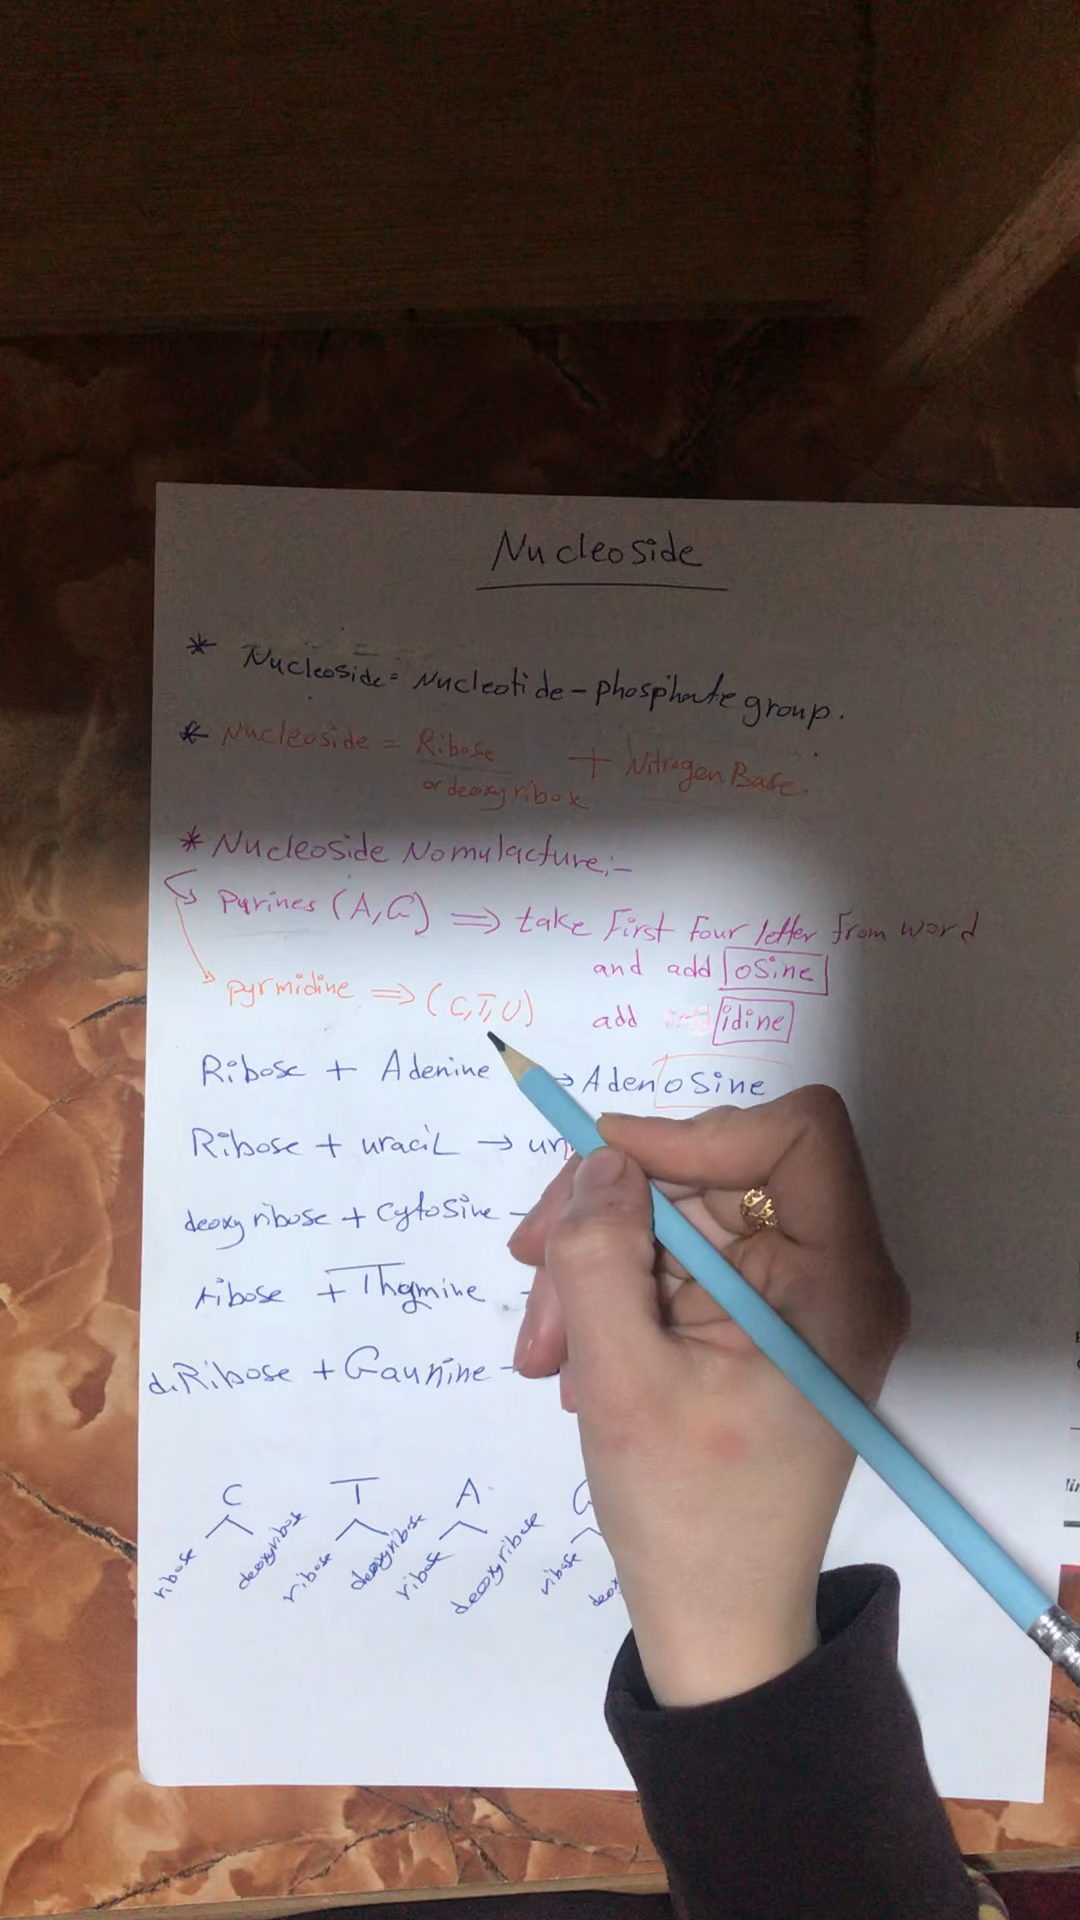 Nucleoside
* Nucleoside = Nucleotide - phosphate group.
* Nucleoside = Ribose + Nitrogen Base.
or deoxy ribox
* Nucleoside Nomulacture:-
Purines (A, G) ⇒ take First Four letter from word
and add osine
pyrmidine ⇒ (C, T, U) add idine
Ribose + Adenine → Adenosine
Ribose + uraciL →
deoxy ribose + Cytosine
ribose + Thymine
d.Ribose + Gaunine
C T A G
ribose deoxyribose ribose deoxyribose ribose deoxyribose ribose